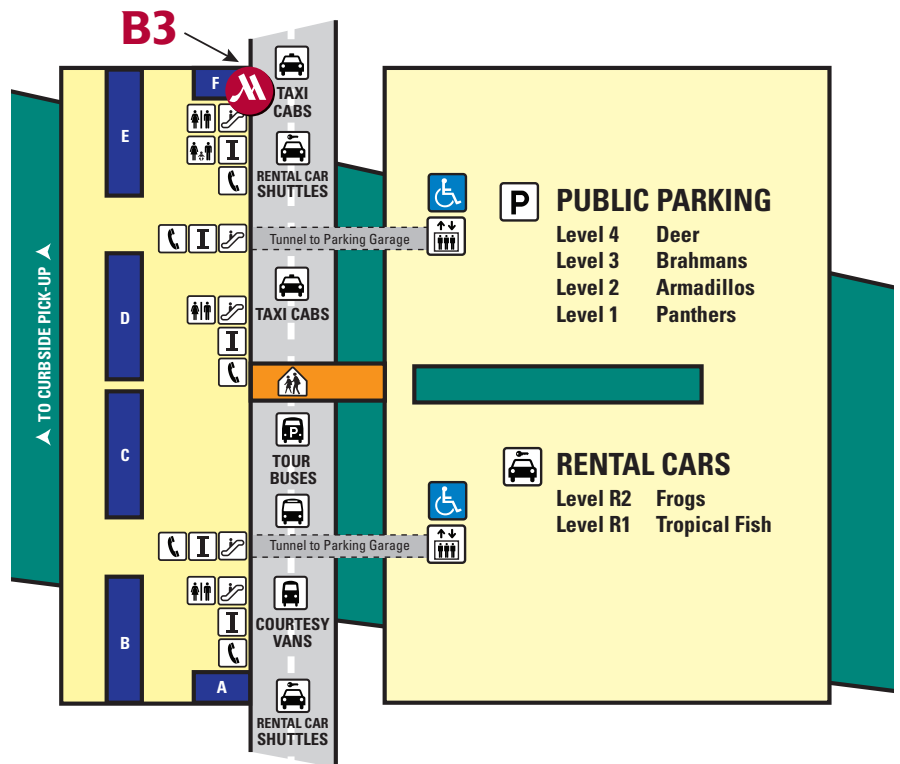 B3
F
TAXI
CABS
E
RENTAL CAR
SHUTTLES
Tunnel to Parking Garage
P
PUBLIC PARKING
Level 4 Deer
Level 3 Brahmans
Level 2 Armadillos
Level 1 Panthers
TO CURBSIDE PICK-UP
D
TAXI CABS
C
P
TOUR
BUSES
RENTAL CARS
Level R2 Frogs
Level R1 Tropical Fish
Tunnel to Parking Garage
B
COURTESY
VANS
A
RENTAL CAR
SHUTTLES